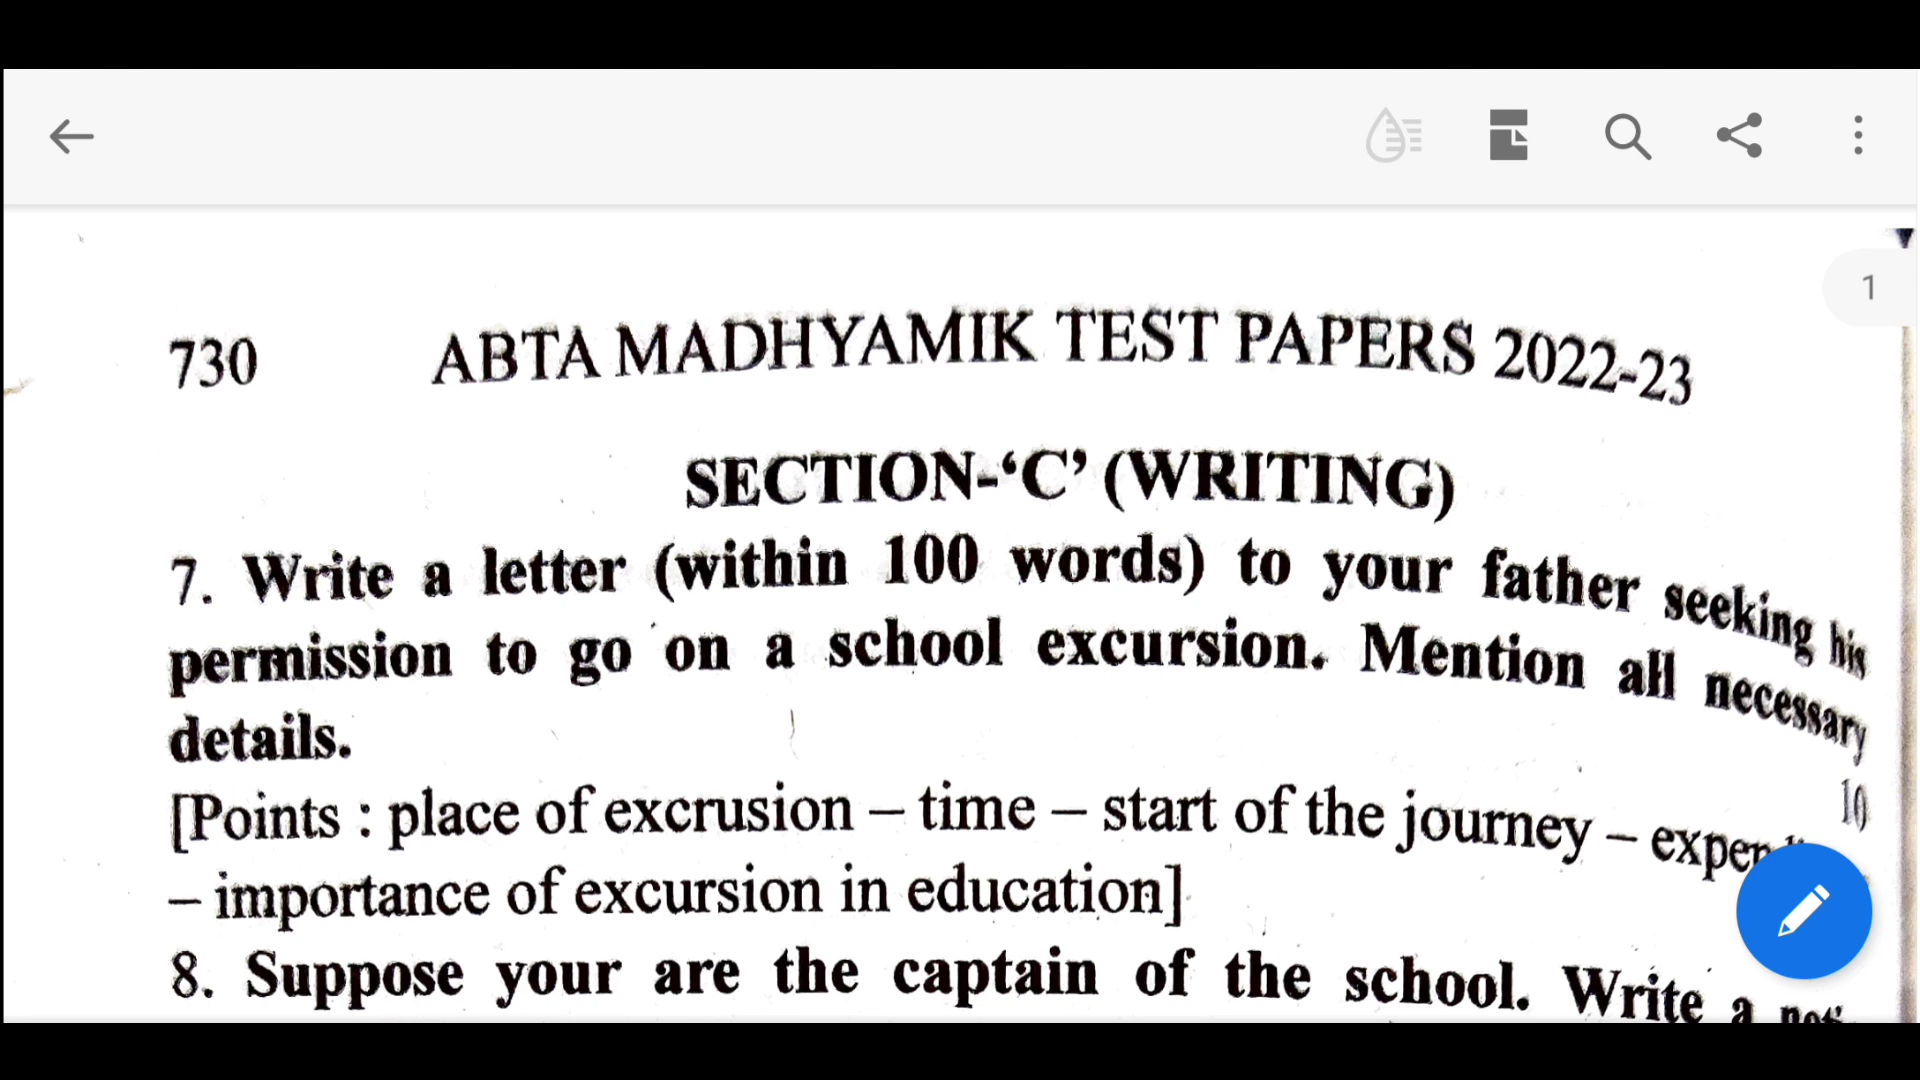 1
730 ABTA MADHYAMIK TEST PAPERS 2022-23
SECTION-‘C’ (WRITING)
7. Write a letter (within 100 words) to your father seeking his
permission to go on a school excursion. Mention all necessary
details. 10
[Points : place of excrusion – time – start of the journey –
– importance of excursion in education]
8. Suppose your are the captain of the school. Write a